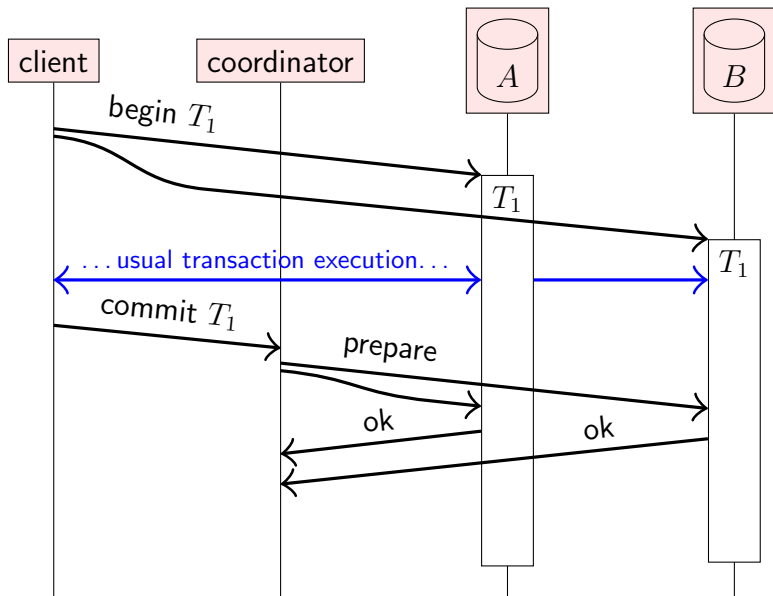 client
coordinator
A
B
begin T₁
T₁
T₁
...usual transaction execution...
commit T₁
prepare
ok
ok